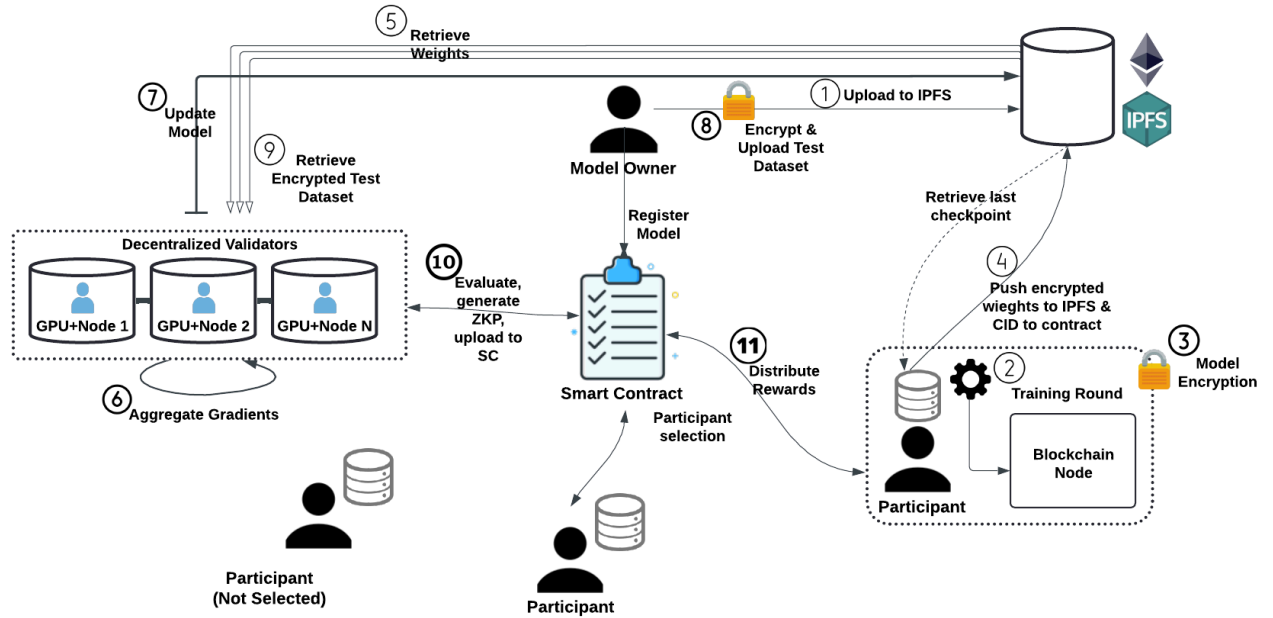 5
Retrieve
Weights
7
Update
Model
1 Upload to IPFS
8
Encrypt &
Upload Test
Dataset
IPFS
Model Owner
9
Retrieve
Encrypted Test
Dataset
Retrieve last
checkpoint
Register
Model
Decentralized Validators
GPU+Node 1
GPU+Node 2
GPU+Node N
10
Evaluate,
generate
ZKP,
upload to
SC
4
Push encrypted
wieghts to IPFS &
CID to contract
6
Aggregate Gradients
Smart Contract
11
Distribute
Rewards
3
Model
Encryption
2
Training Round
Blockchain
Node
Participant
Participant
selection
Participant
(Not Selected)
Participant